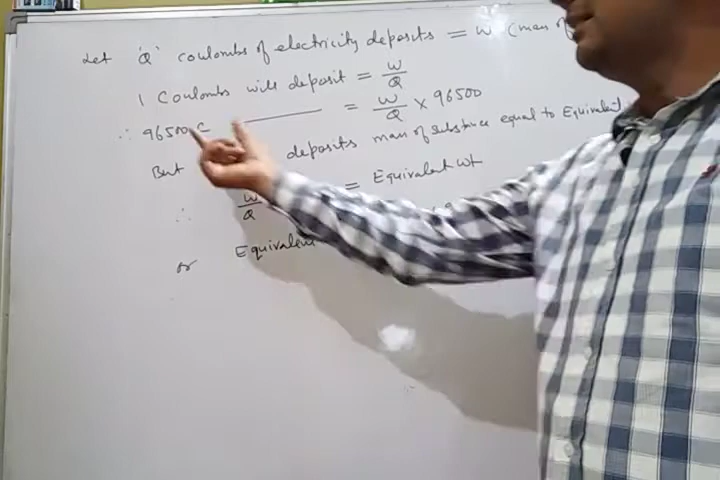 Let 'Q' coulombs of electricity deposits = W (mass of
1 Coulombs will deposit = W/Q
∴ 96500 C ——— = W/Q × 96500
But deposits mass of substance equal to Equivalent
∴ W/Q = Equivalent wt
or Equivalent